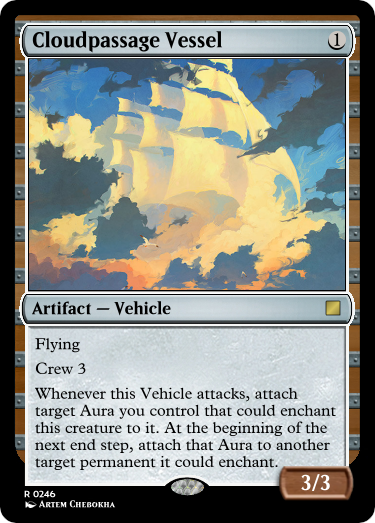 Cloudpassage Vessel 1
Artifact — Vehicle
Flying
Crew 3
Whenever this Vehicle attacks, attach
target Aura you control that could enchant
this creature to it. At the beginning of the
next end step, attach that Aura to another
target permanent it could enchant.
3/3
R 0246
Artem Chebokha